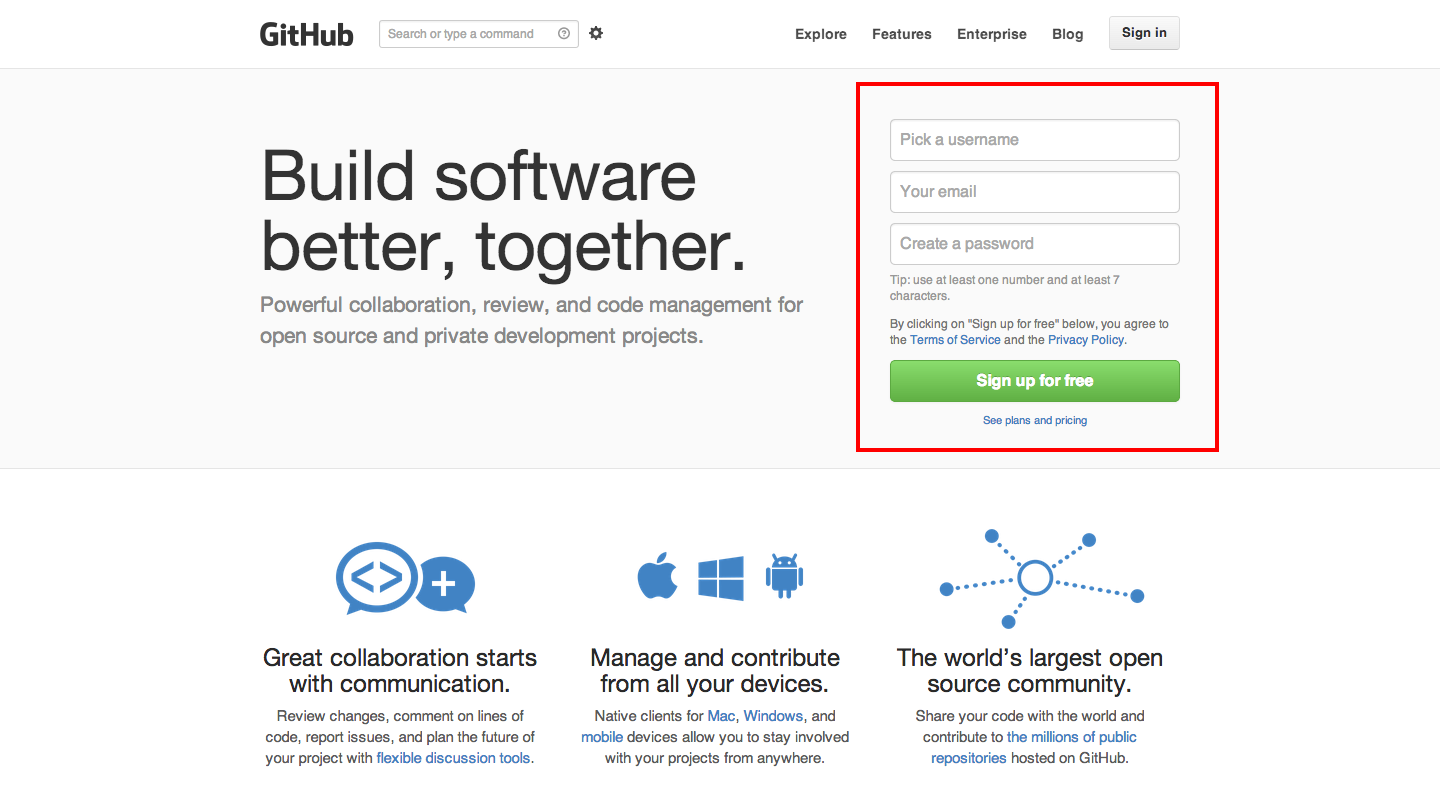 GitHub
Search or type a command
Explore
Features
Enterprise
Blog
Sign in
Build software
better, together.
Powerful collaboration, review, and code management for
open source and private development projects.
Pick a username
Your email
Create a password
Tip: use at least one number and at least 7
characters.
By clicking on "Sign up for free" below, you agree to
the Terms of Service and the Privacy Policy.
Sign up for free
See plans and pricing
Great collaboration starts
with communication.
Review changes, comment on lines of
code, report issues, and plan the future of
your project with flexible discussion tools.
Manage and contribute
from all your devices.
Native clients for Mac, Windows, and
mobile devices allow you to stay involved
with your projects from anywhere.
The world's largest open
source community.
Share your code with the world and
contribute to the millions of public
repositories hosted on GitHub.